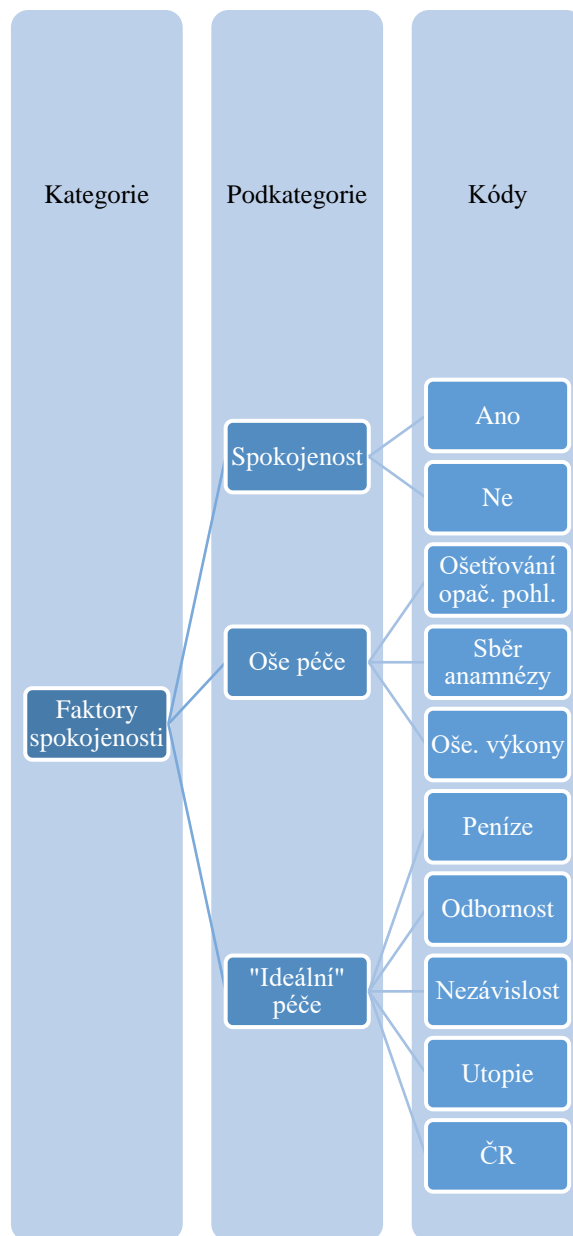 Kategorie
Podkategorie
Kódy
Faktory
spokojenosti
Spokojenost
Ano
Ne
Oše péče
Ošetřování
opač. pohl.
Sběr
anamnézy
Oše. výkony
"Ideální"
péče
Peníze
Odbornost
Nezávislost
Utopie
ČR